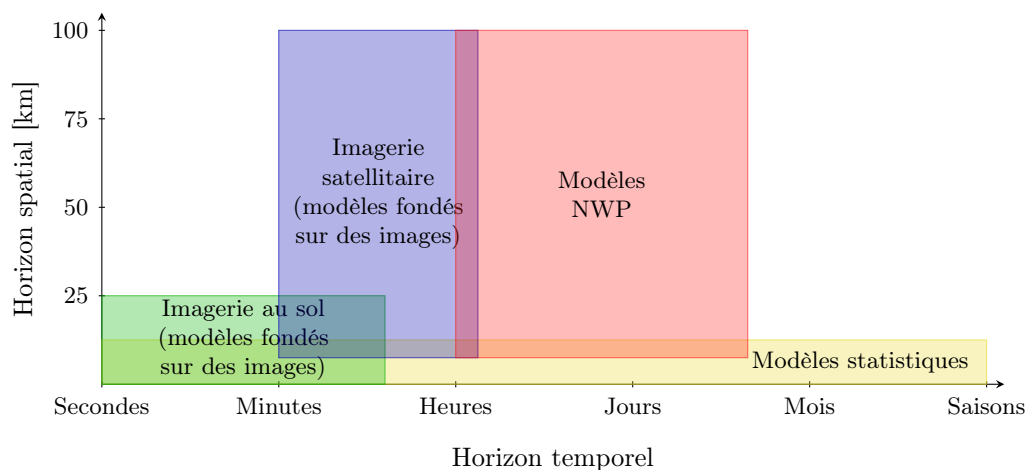 100
75
50
25
Horizon spatial [km]
Imagerie
satellitaire
(modèles fondés
sur des images)
Modèles
NWP
Imagerie au sol
(modèles fondés
sur des images)
Modèles statistiques
Secondes
Minutes
Heures
Jours
Mois
Saisons
Horizon temporel